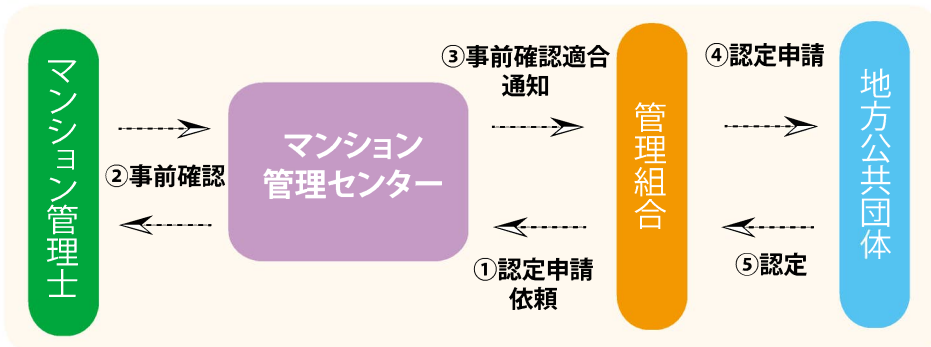 マンション管理士
②事前確認
マンション
管理センター
③事前確認適合
通知
①認定申請
依頼
管理組合
④認定申請
⑤認定
地方公共団体